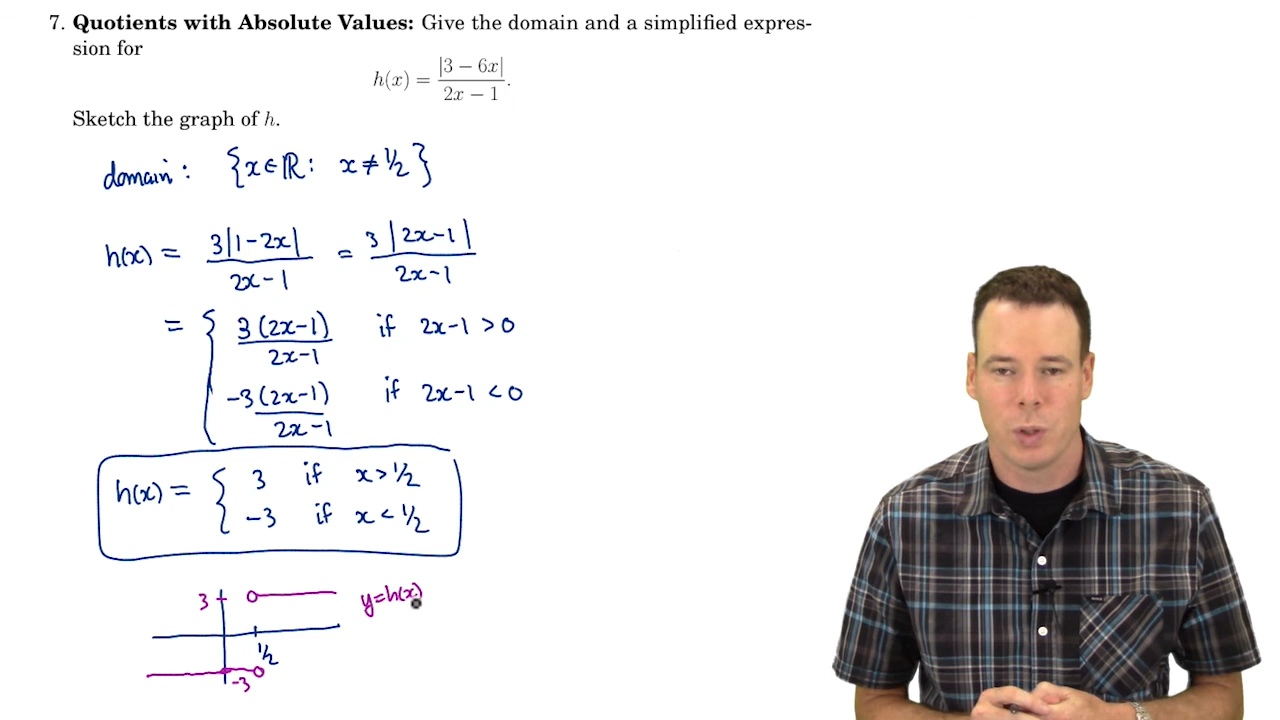 7. Quotients with Absolute Values: Give the domain and a simplified expres-
sion for
h(x) = |3 − 6x| / 2x − 1.
Sketch the graph of h.
domain: {x∈ℝ: x≠1/2}
h(x) = 3|1-2x| / 2x-1 = 3|2x-1| / 2x-1
= { 3(2x-1) / 2x-1 if 2x-1 >0
-3(2x-1) / 2x-1 if 2x-1 <0
h(x) = { 3 if x>1/2
-3 if x<1/2
3 y=h(x)
1/2
-3